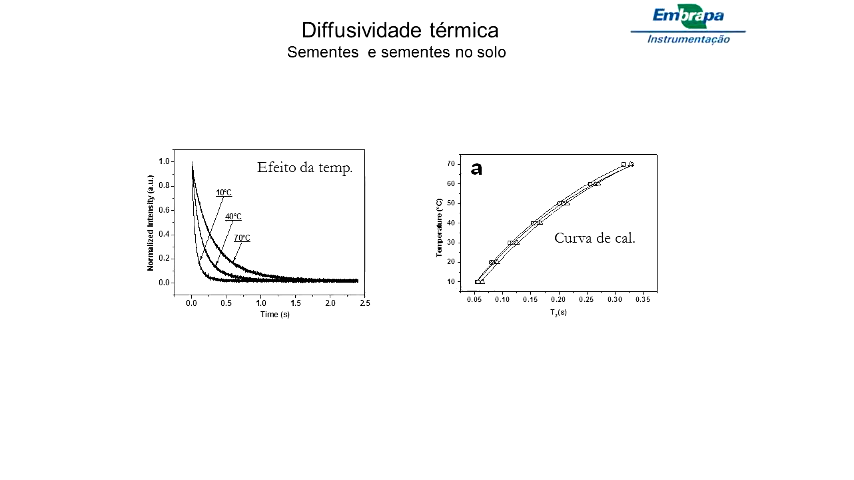 Diffusividade térmica
Sementes e sementes no solo
Embrapa
Instrumentação
Efeito da temp.
Normalized Intensity (a.u.)
1.0
0.8
0.6
0.4
0.2
0.0
10°C
40°C
70°C
0.0 0.5 1.0 1.5 2.0 2.5
Time (s)
a
Curva de cal.
Temperature (°C)
70
60
50
40
30
20
10
0.05 0.10 0.15 0.20 0.25 0.30 0.35
(s)